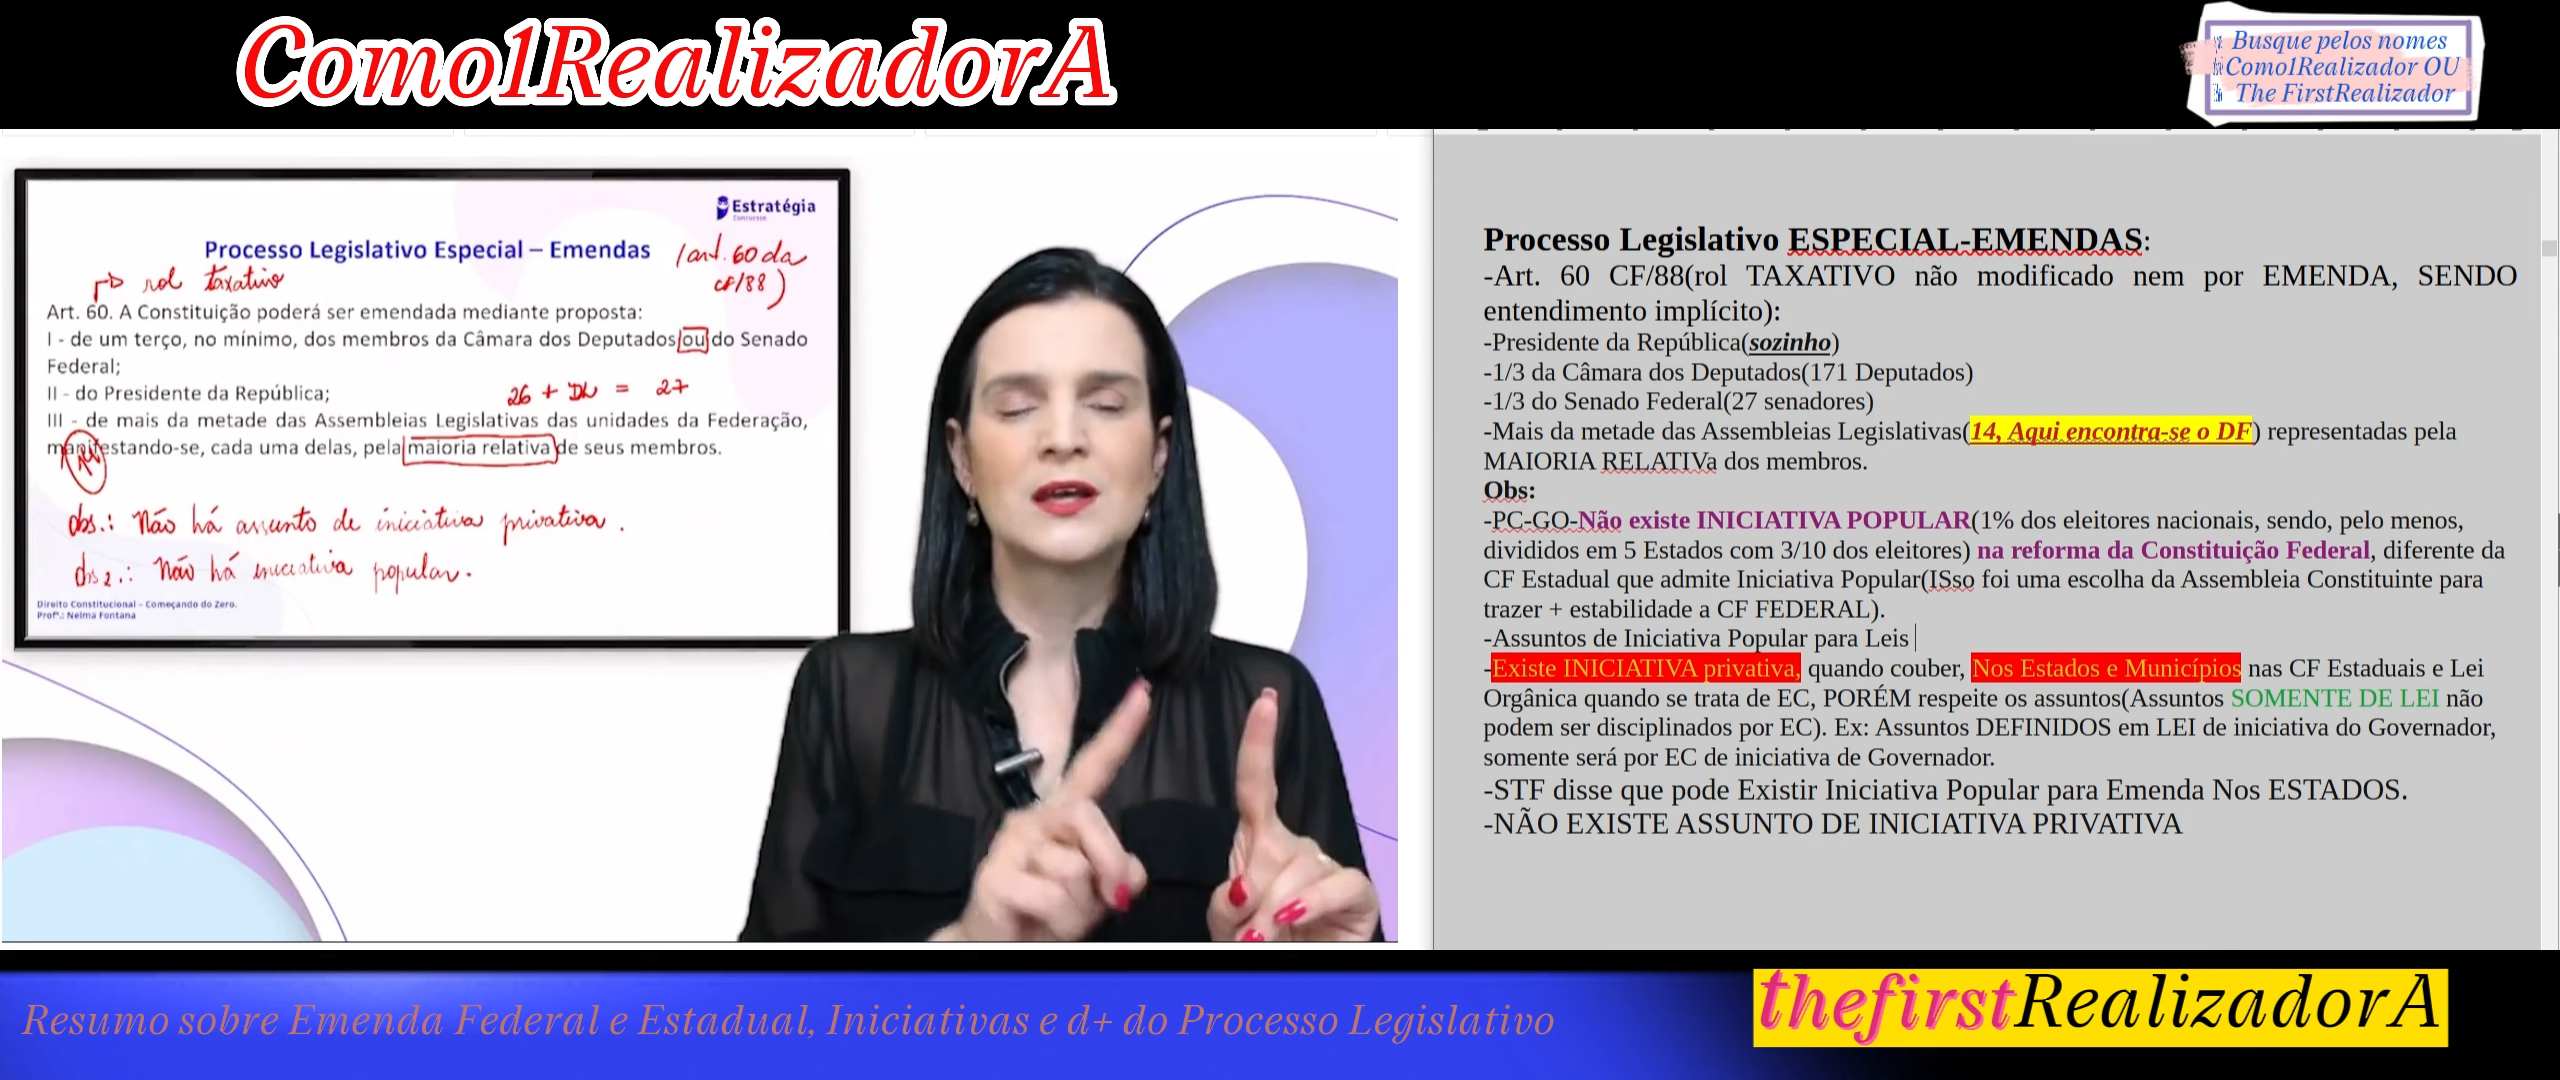 Como1RealizadorA
Busque pelos nomes
Como1Realizador OU
The FirstRealizador
Estratégia
Concursos
Processo Legislativo Especial – Emendas (art. 60 da
CF/88)
rol taxativo
Art. 60. A Constituição poderá ser emendada mediante proposta:
I - de um terço, no mínimo, dos membros da Câmara dos Deputados ou do Senado
Federal;
II - do Presidente da República; 26 + DF = 27
III - de mais da metade das Assembleias Legislativas das unidades da Federação,
manifestando-se, cada uma delas, pela maioria relativa de seus membros.
14
obs.: Não há assunto de iniciativa privativa.
obs2.: Não há iniciativa popular.
Direito Constitucional – Começando do Zero.
Profª.: Nelma Fontana
Processo Legislativo ESPECIAL-EMENDAS:
-Art. 60 CF/88(rol TAXATIVO não modificado nem por EMENDA, SENDO
entendimento implícito):
-Presidente da República(sozinho)
-1/3 da Câmara dos Deputados(171 Deputados)
-1/3 do Senado Federal(27 senadores)
-Mais da metade das Assembleias Legislativas(14, Aqui encontra-se o DF) representadas pela
MAIORIA RELATIVa dos membros.
Obs:
-PC-GO-Não existe INICIATIVA POPULAR(1% dos eleitores nacionais, sendo, pelo menos,
divididos em 5 Estados com 3/10 dos eleitores) na reforma da Constituição Federal, diferente da
CF Estadual que admite Iniciativa Popular(ISso foi uma escolha da Assembleia Constituinte para
trazer + estabilidade a CF FEDERAL).
-Assuntos de Iniciativa Popular para Leis
-Existe INICIATIVA privativa, quando couber, Nos Estados e Municípios nas CF Estaduais e Lei
Orgânica quando se trata de EC, PORÉM respeite os assuntos(Assuntos SOMENTE DE LEI não
podem ser disciplinados por EC). Ex: Assuntos DEFINIDOS em LEI de iniciativa do Governador,
somente será por EC de iniciativa de Governador.
-STF disse que pode Existir Iniciativa Popular para Emenda Nos ESTADOS.
-NÃO EXISTE ASSUNTO DE INICIATIVA PRIVATIVA
Resumo sobre Emenda Federal e Estadual, Iniciativas e d+ do Processo Legislativo
thefirstRealizadorA